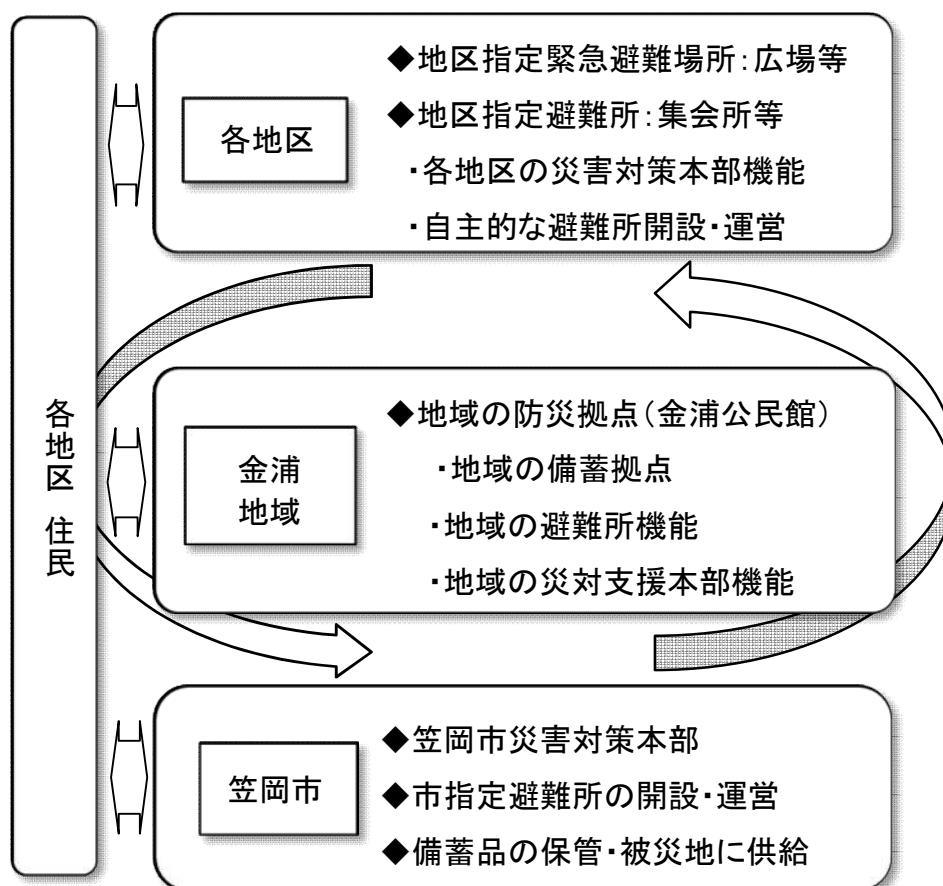 各地区 住民
各地区
◆地区指定緊急避難場所：広場等
◆地区指定避難所：集会所等
・各地区の災害対策本部機能
・自主的な避難所開設・運営
金浦
地域
◆地域の防災拠点（金浦公民館）
・地域の備蓄拠点
・地域の避難所機能
・地域の災対支援本部機能
笠岡市
◆笠岡市災害対策本部
◆市指定避難所の開設・運営
◆備蓄品の保管・被災地に供給